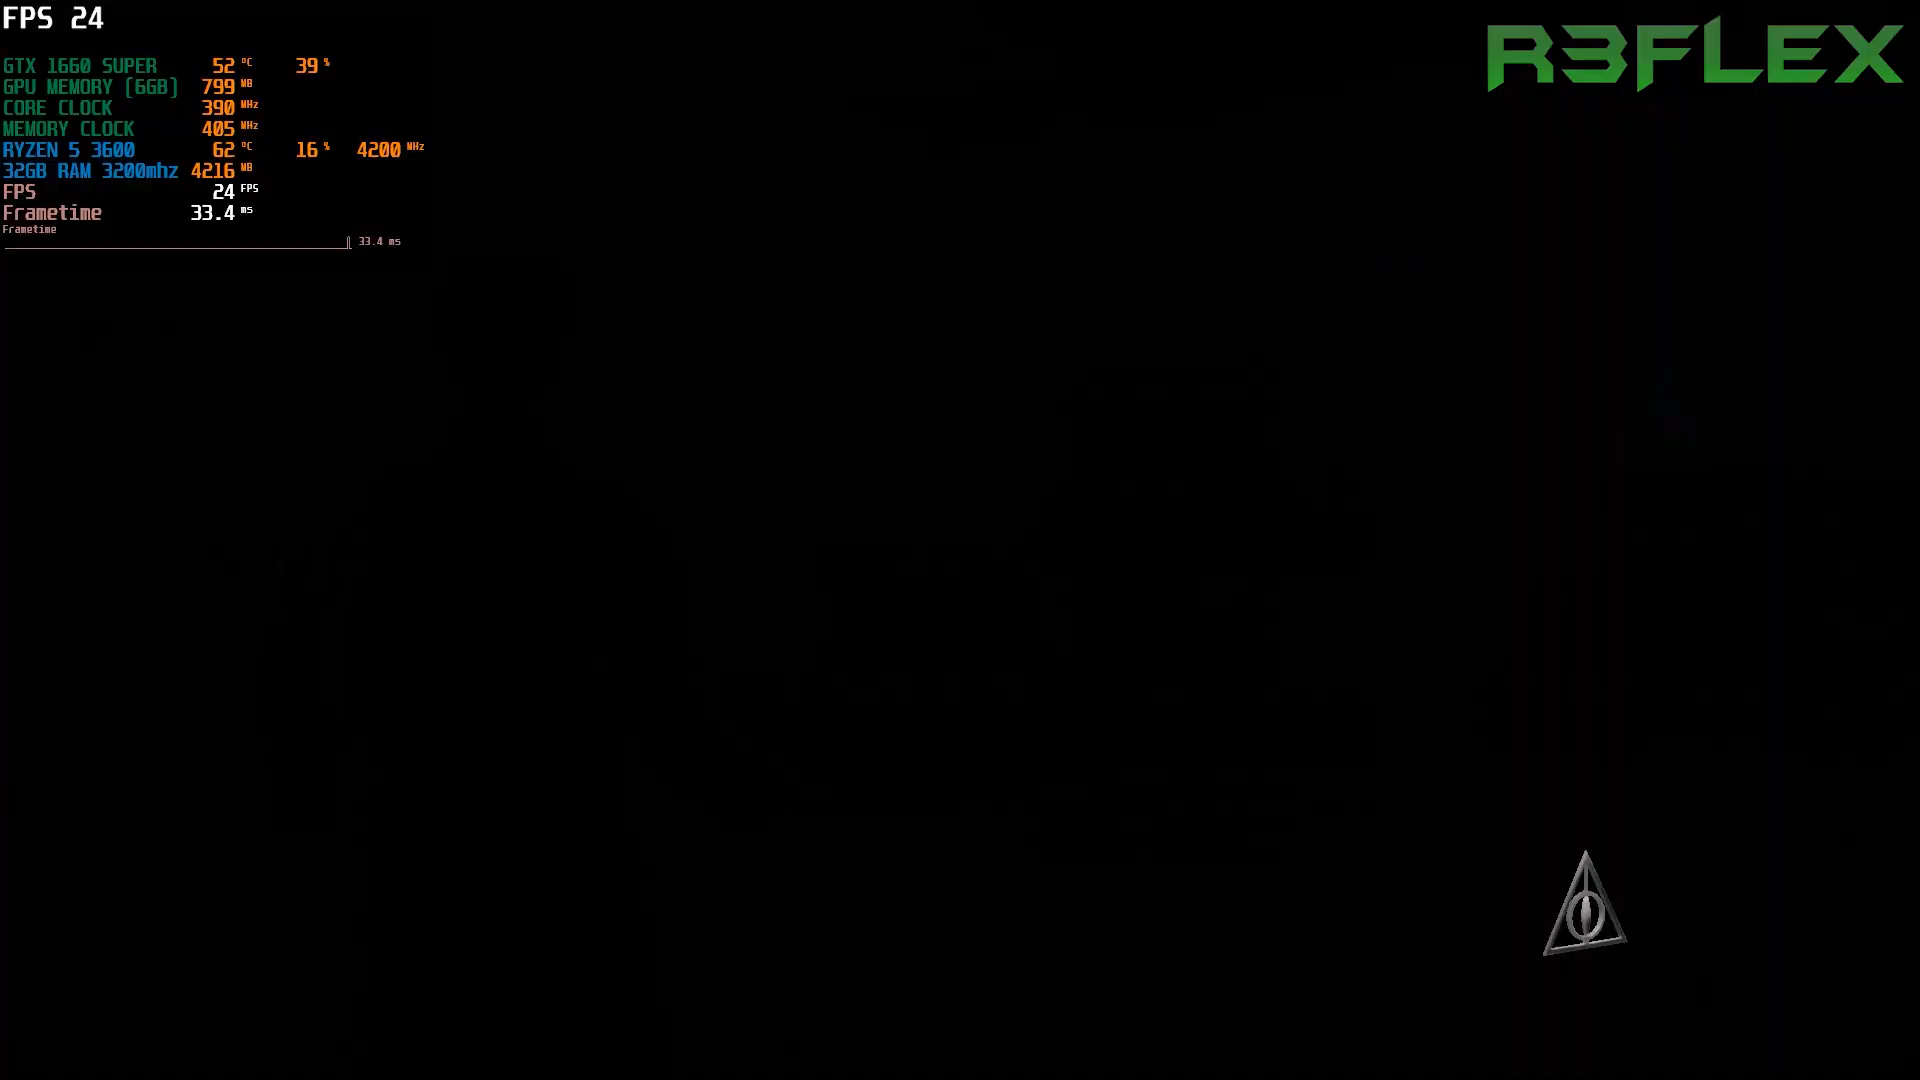 FPS 24
R3FLEX
GTX 1660 SUPER 52 °C 39 %
GPU MEMORY (6GB) 799 MB
CORE CLOCK 390 MHz
MEMORY CLOCK 405 MHz
RYZEN 5 3600 62 °C 16 % 4200 MHz
32GB RAM 3200mhz 4216 MB
FPS 24 FPS
Frametime 33.4 ms
Frametime
33.4 ms